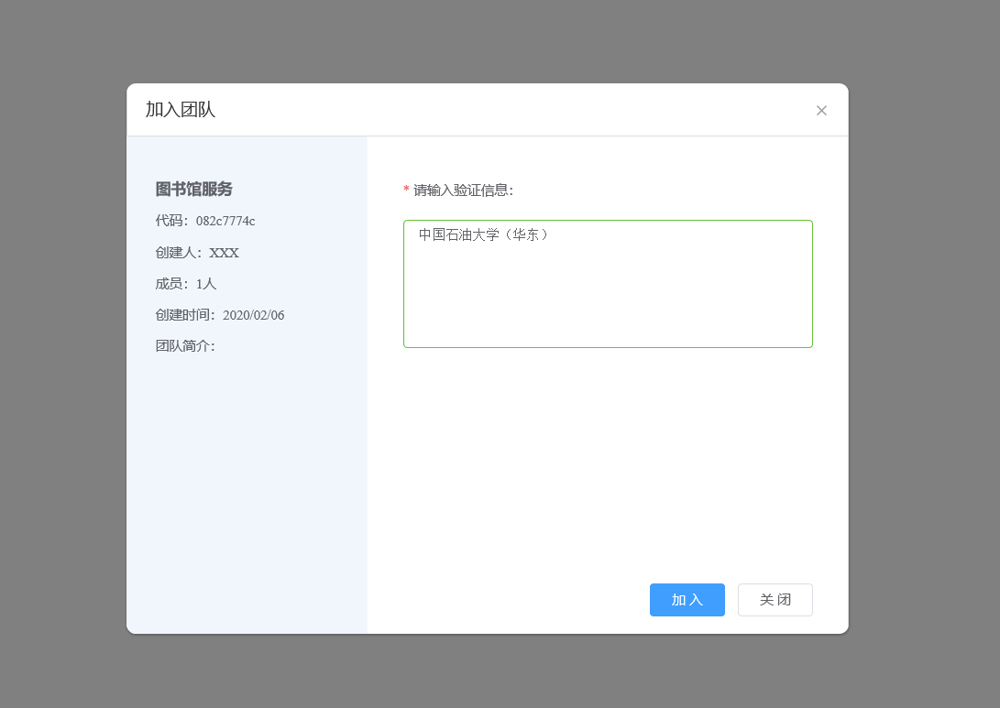 加入团队
图书馆服务
代码：082c7774c
创建人：XXX
成员：1人
创建时间：2020/02/06
团队简介：
* 请输入验证信息：
中国石油大学（华东）
加 入
关 闭